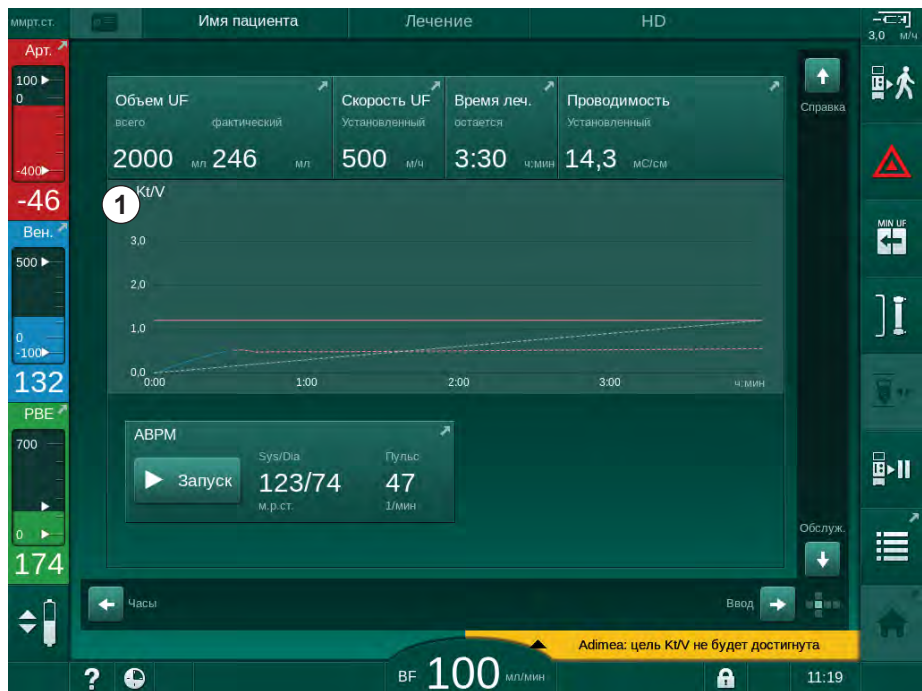 ммрт.ст.
Имя пациента
Лечение
HD
3,0 м/ч
Арт.
100
0
-400
-46
Вен.
500
0
-100
132
PBE
700
0
174
Объем UF
всего фактический
2000 мл 246 мл
Скорость UF
Установленный
500 м/ч
Время леч.
остается
3:30 ч:мин
Проводимость
Установленный
14,3 мС/см
1
Kt/V
3,0
2,0
1,0
0,0
0:00 1:00 2:00 3:00 ч:мин
ABPM
Запуск
Sys/Dia
123/74
м.р.ст.
Пульс
47
1/мин
Справка
MIN UF
Обслуж.
Часы
Ввод
Adimea: цель Kt/V не будет достигнута
?
BF 100 мл/мин
11:19